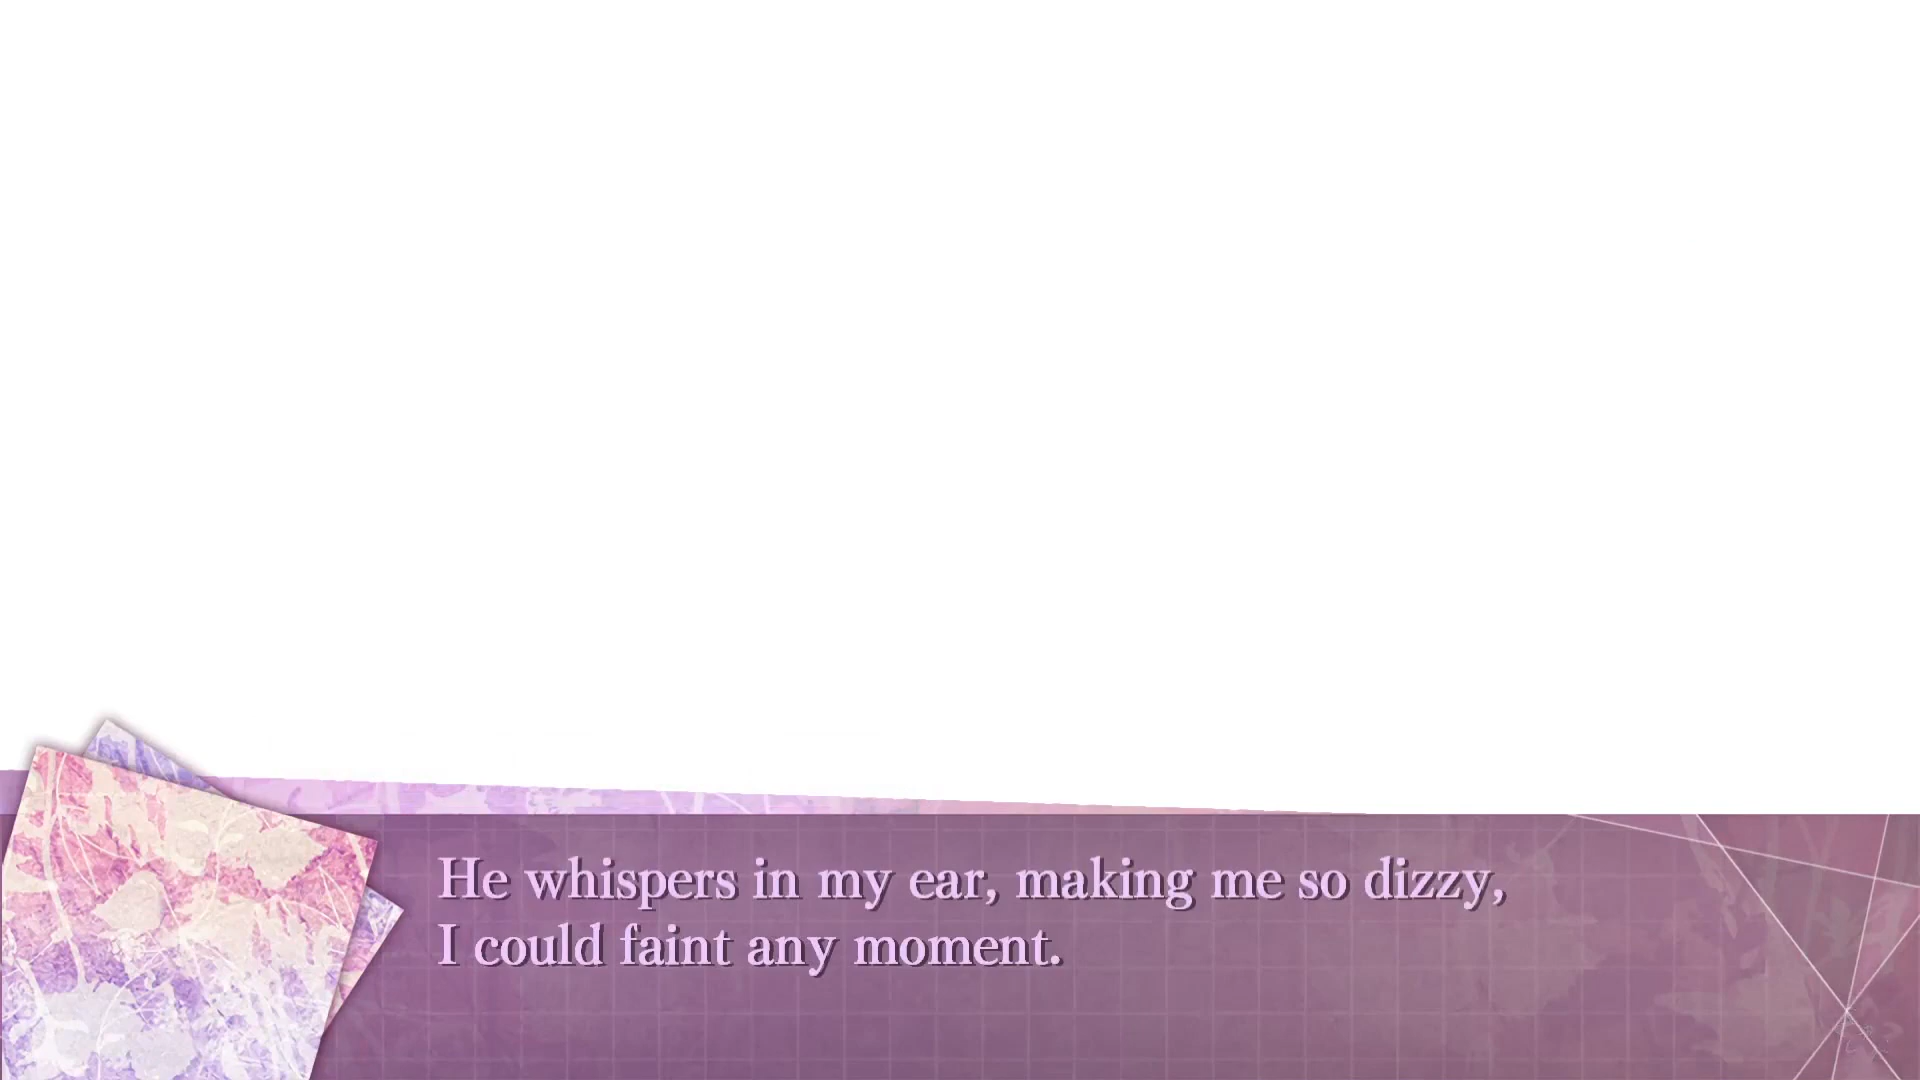 He whispers in my ear, making me so dizzy,
I could faint any moment.